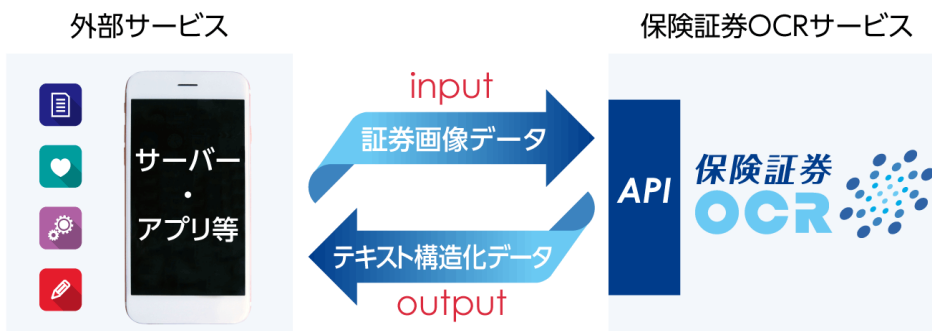 外部サービス
保険証券OCRサービス
サーバー
・
アプリ等
input
証券画像データ
テキスト構造化データ
output
API
保険証券
OCR